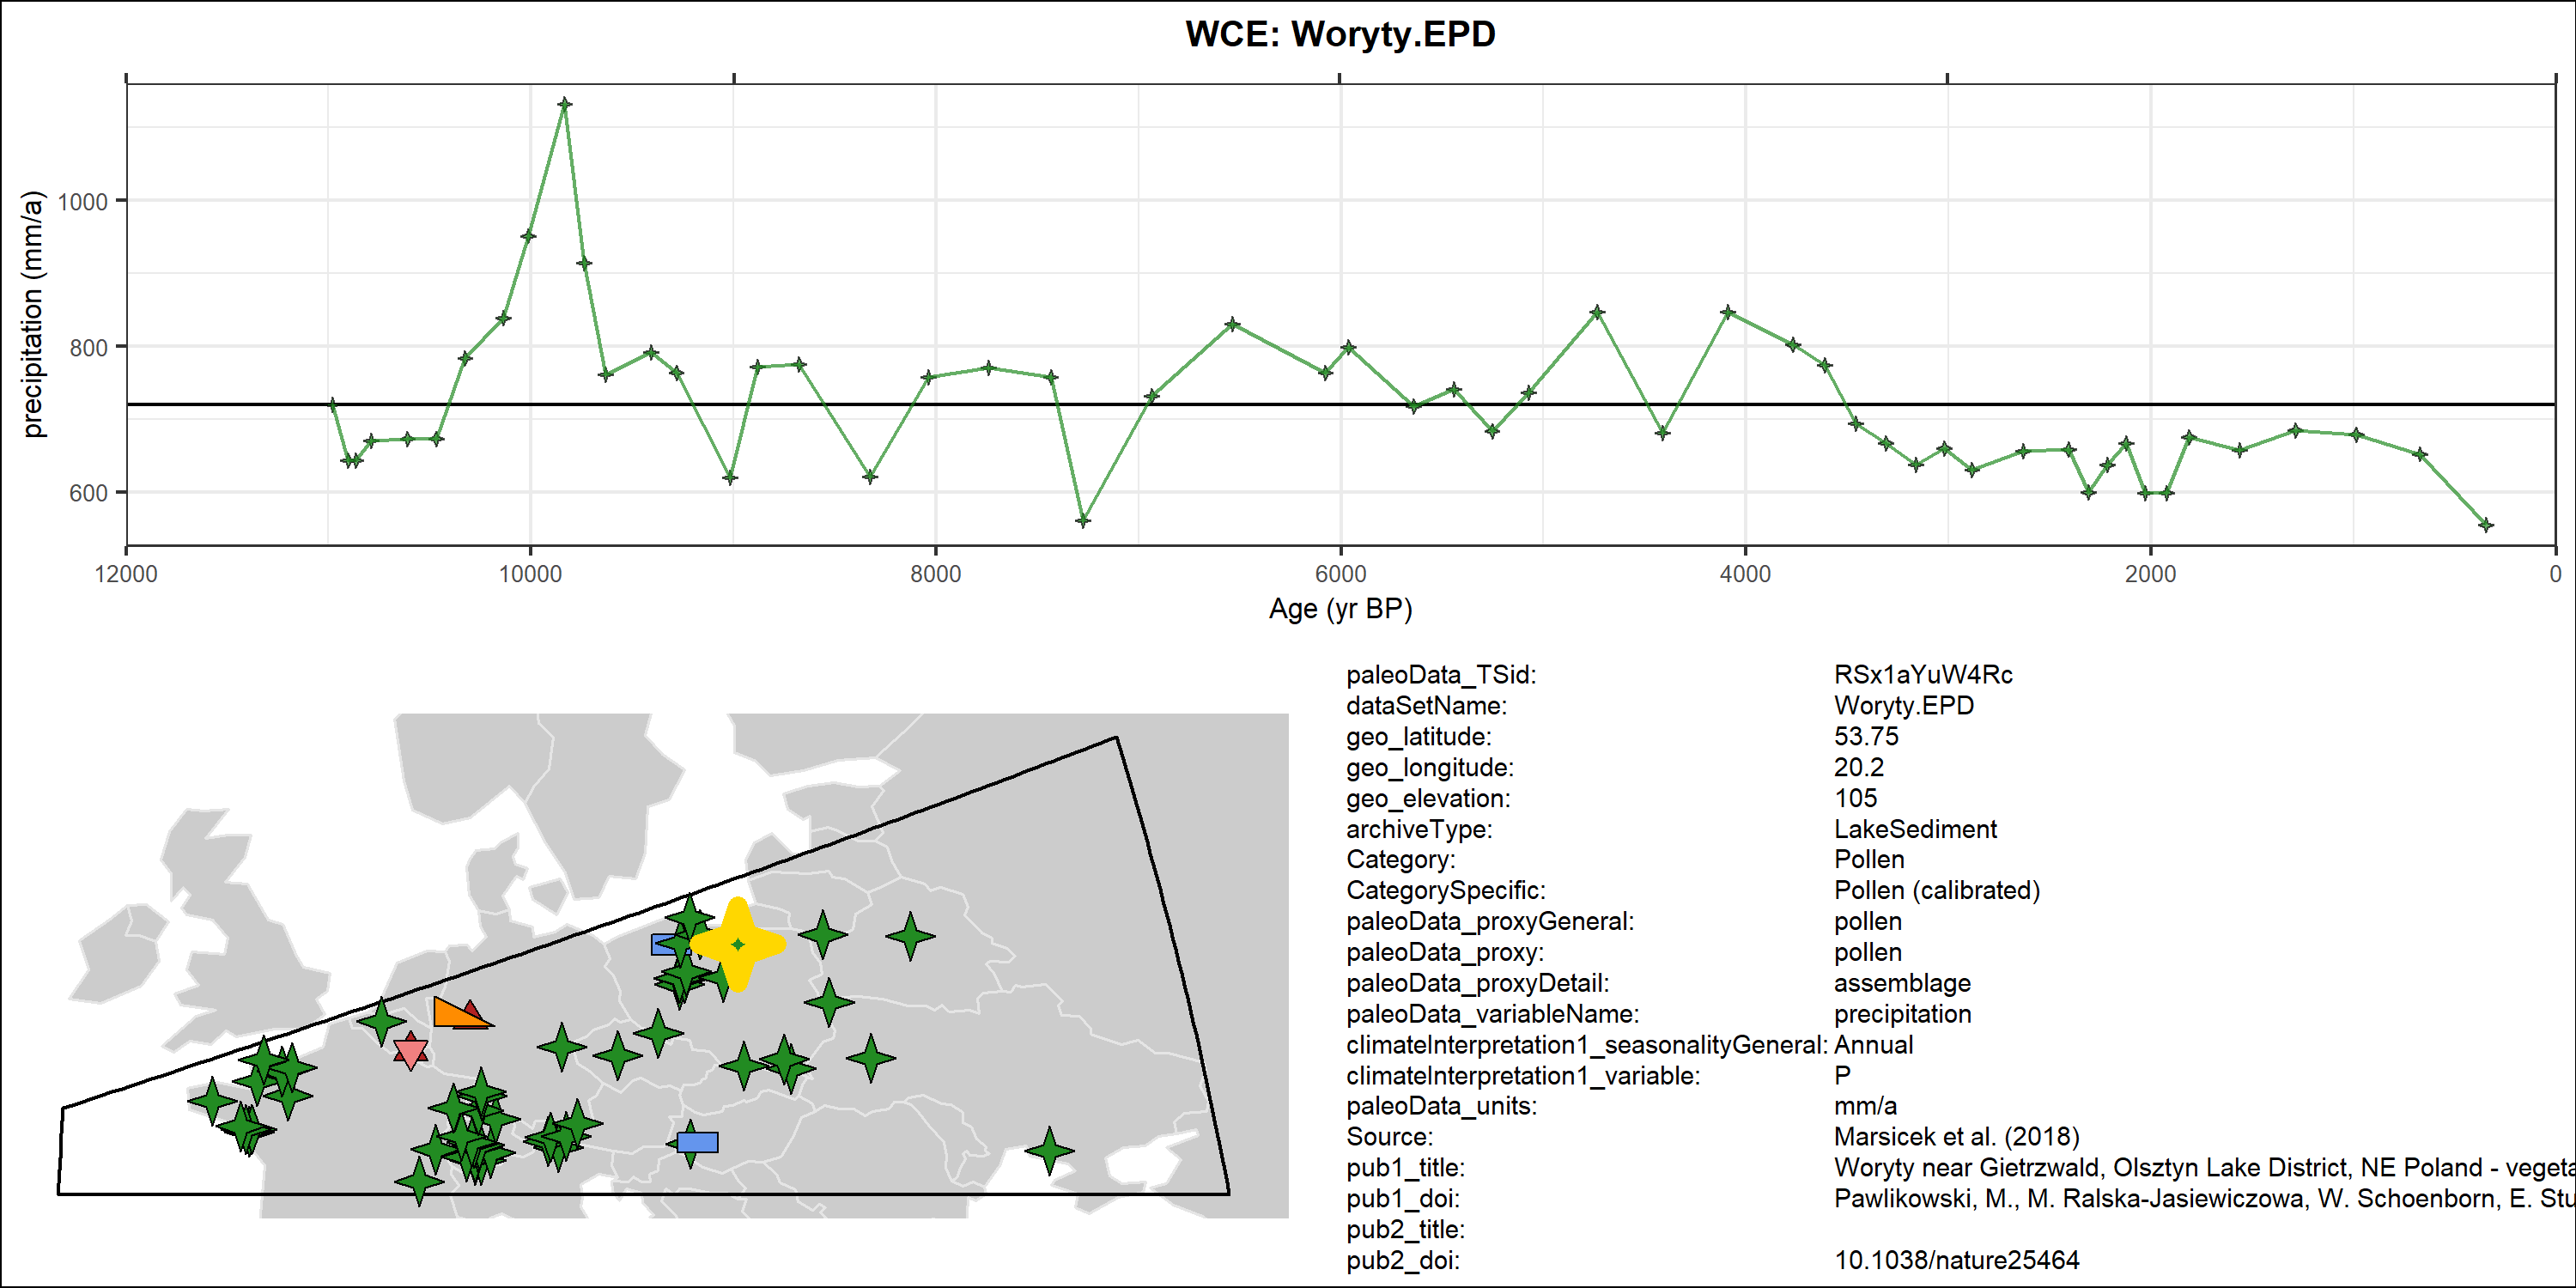 WCE: Woryty.EPD
precipitation (mm/a)
1000
800
600
12000 10000 8000 6000 4000 2000 0
Age (yr BP)
paleoData_TSid: RSx1aYuW4Rc
dataSetName: Woryty.EPD
geo_latitude: 53.75
geo_longitude: 20.2
geo_elevation: 105
archiveType: LakeSediment
Category: Pollen
CategorySpecific: Pollen (calibrated)
paleoData_proxyGeneral: pollen
paleoData_proxy: pollen
paleoData_proxyDetail: assemblage
paleoData_variableName: precipitation
climateInterpretation1_seasonalityGeneral: Annual
climateInterpretation1_variable: P
paleoData_units: mm/a
Source: Marsicek et al. (2018)
pub1_title: Woryty near Gietrzwald, Olsztyn Lake District, NE Poland - vegeta
pub1_doi: Pawlikowski, M., M. Ralska-Jasiewiczowa, W. Schoenborn, E. Stu
pub2_title:
pub2_doi: 10.1038/nature25464